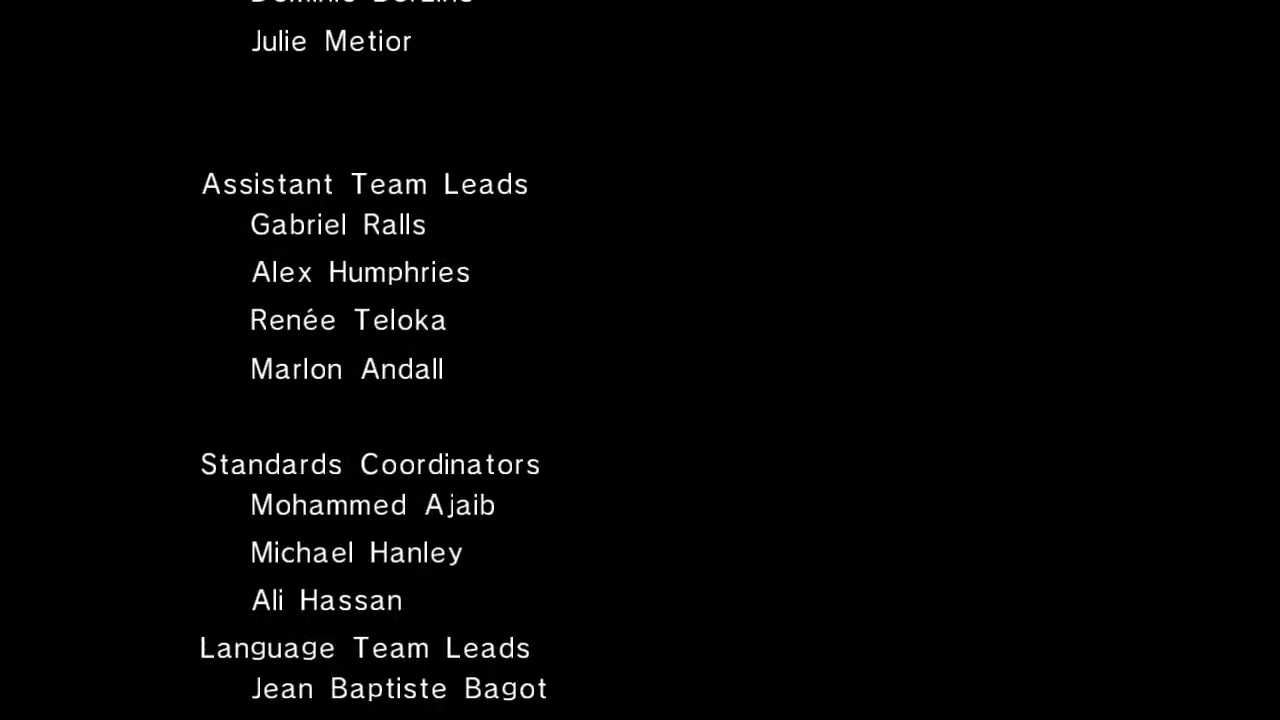 Julie Metior
Assistant Team Leads
Gabriel Ralls
Alex Humphries
Renée Teloka
Marlon Andall
Standards Coordinators
Mohammed Ajaib
Michael Hanley
Ali Hassan
Language Team Leads
Jean Baptiste Bagot